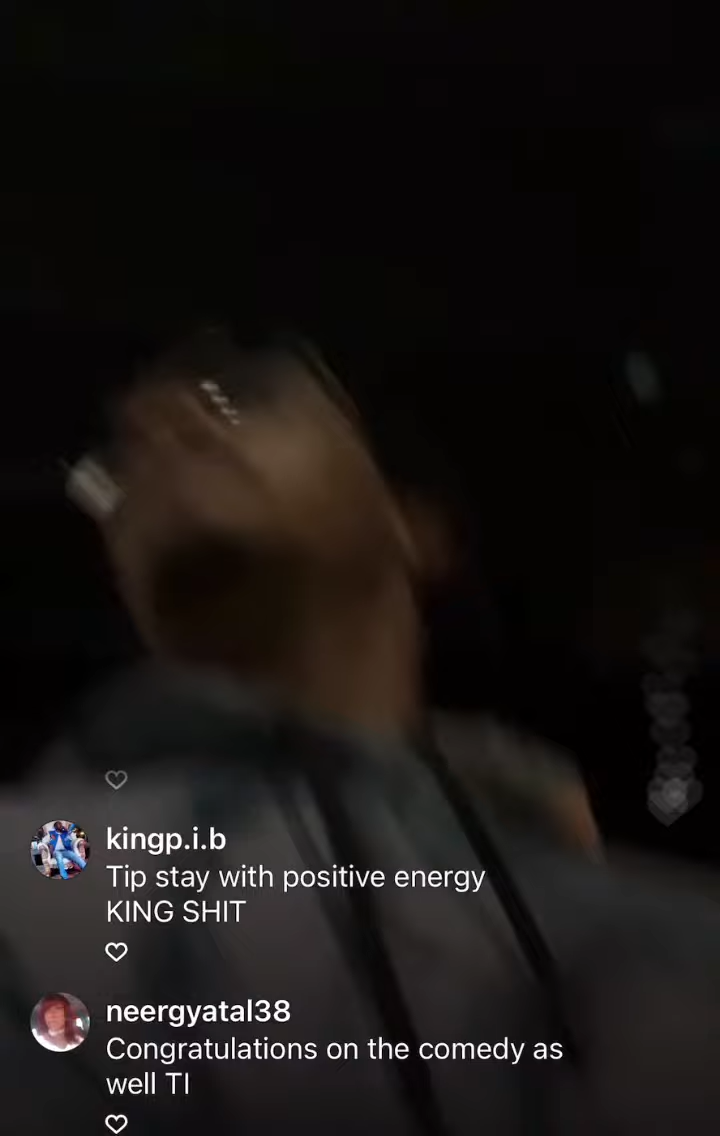 kingp.i.b
Tip stay with positive energy
KING SHIT
neergyatal38
Congratulations on the comedy as
well TI